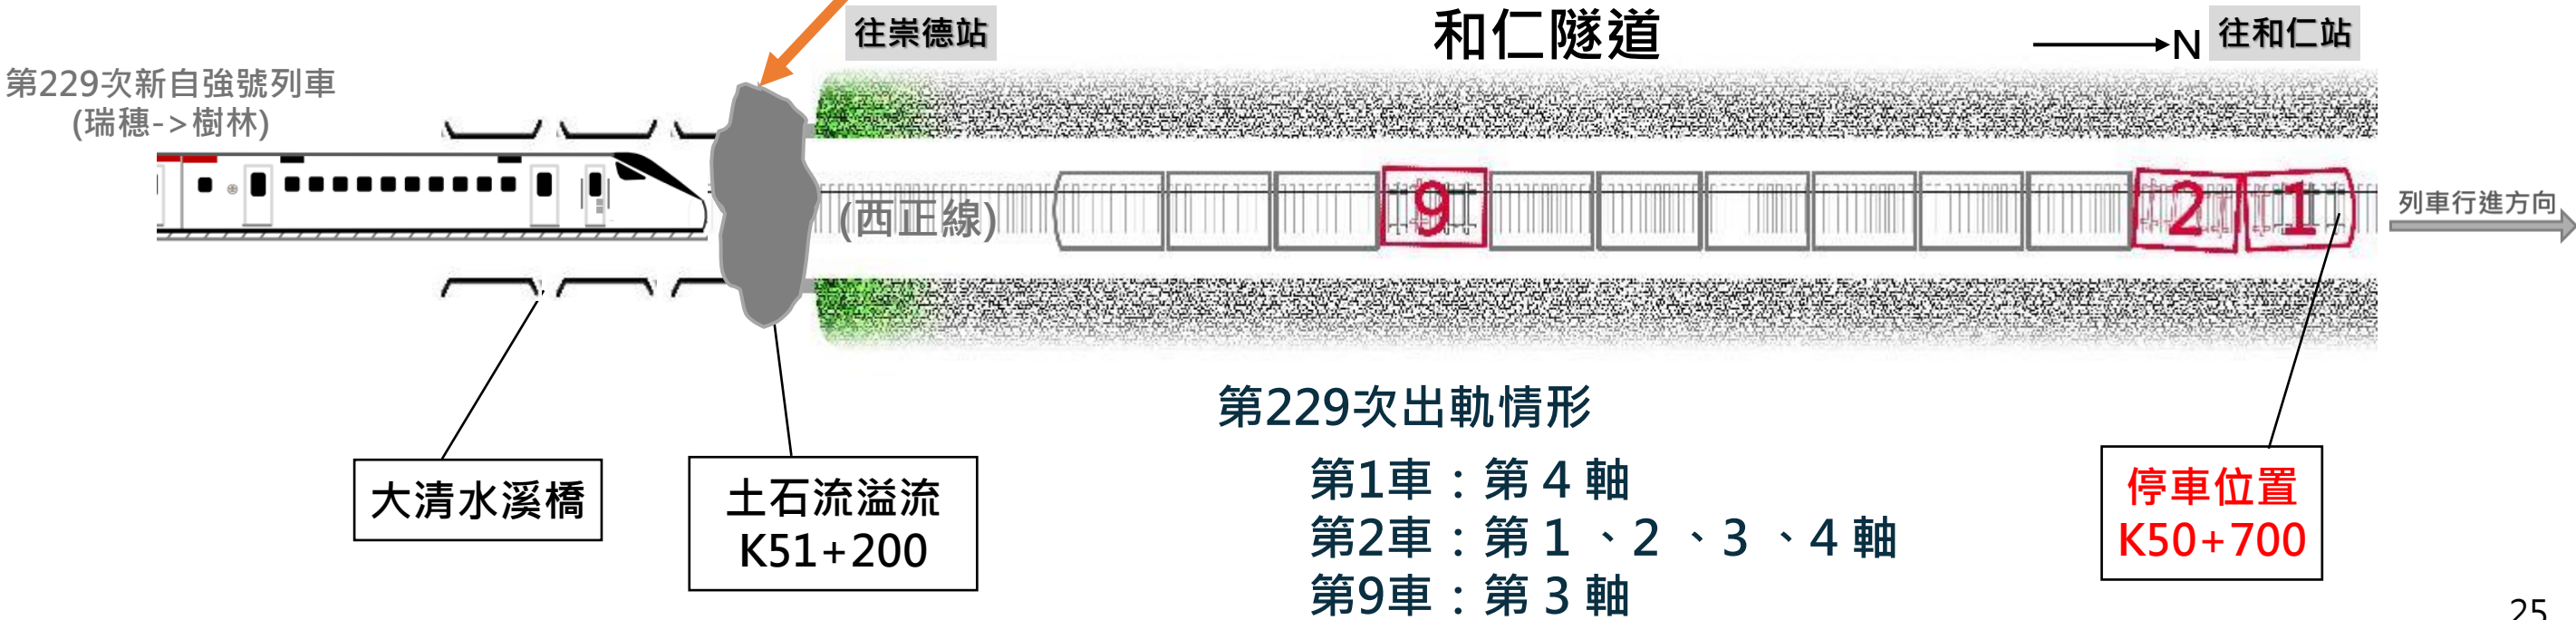 往崇德站
和仁隧道
N
往和仁站
第229次新自強號列車
(瑞穗->樹林)
9
2
1
(西正線)
列車行進方向
第229次出軌情形
大清水溪橋
土石流溢流
K51+200
第1車：第 4 軸
第2車：第 1 、2 、3 、4 軸
第9車：第 3 軸
停車位置
K50+700
25